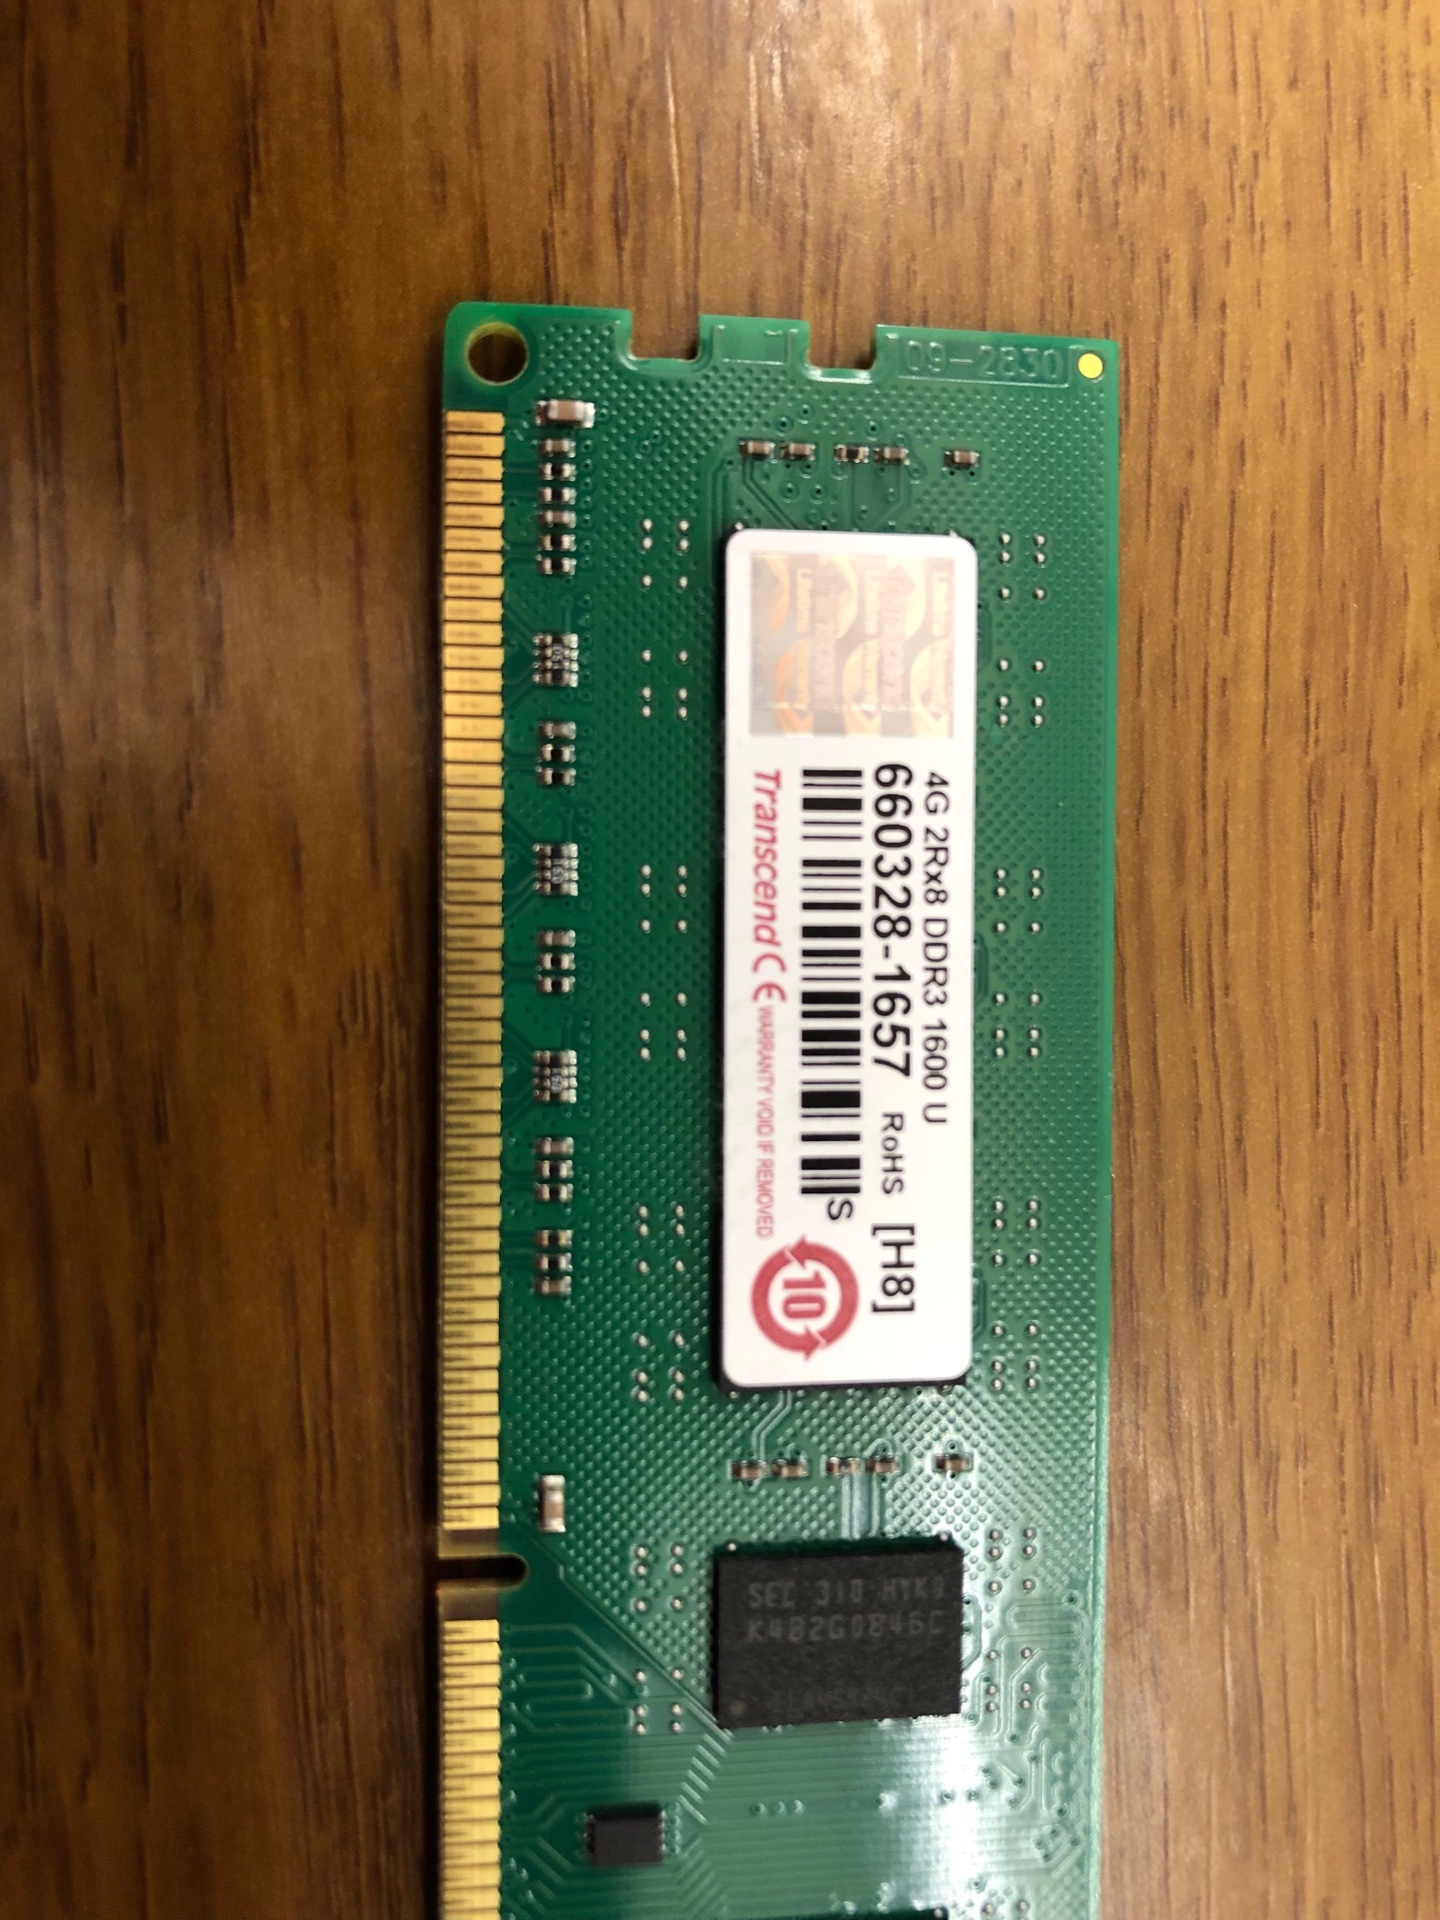 09-2830
4G 2Rx8 DDR3 1600 U
660328-1657 RoHS [H8]
S
Transcend CE WARRANTY VOID IF REMOVED
10
SEC 310 HYK0
K4B2G0846C